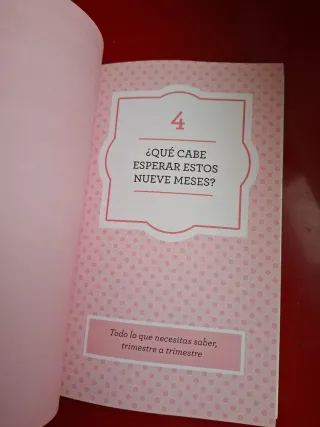 4
¿QUÉ CABE
ESPERAR ESTOS
NUEVE MESES?
Todo lo que necesitas saber,
trimestre a trimestre